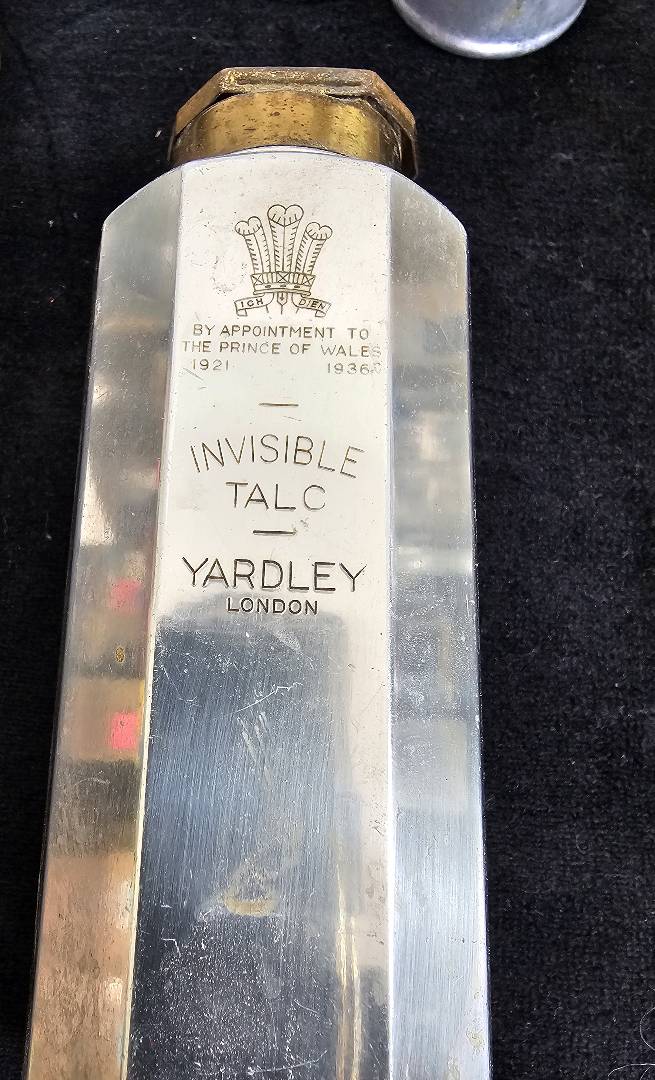 ICH DIEN
BY APPOINTMENT TO
THE PRINCE OF WALES
1921 1936
INVISIBLE
TALC
YARDLEY
LONDON